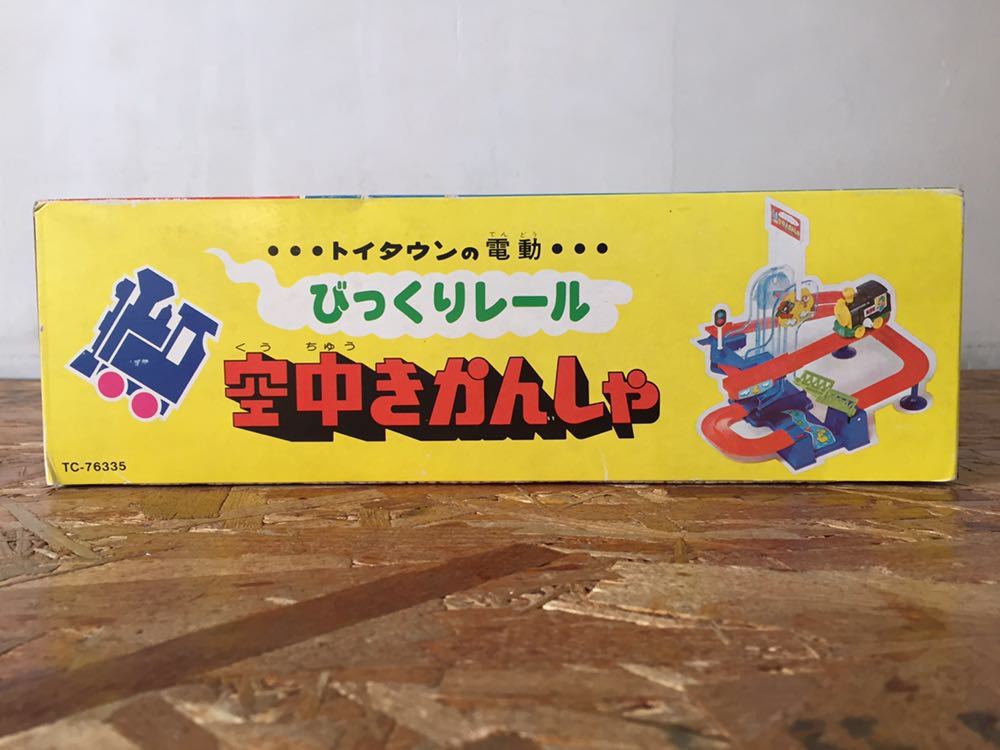 ・・・トイタウンの電動・・・
でんどう
びっくりレール
くうちゅう
空中きかんしゃ
TC-76335